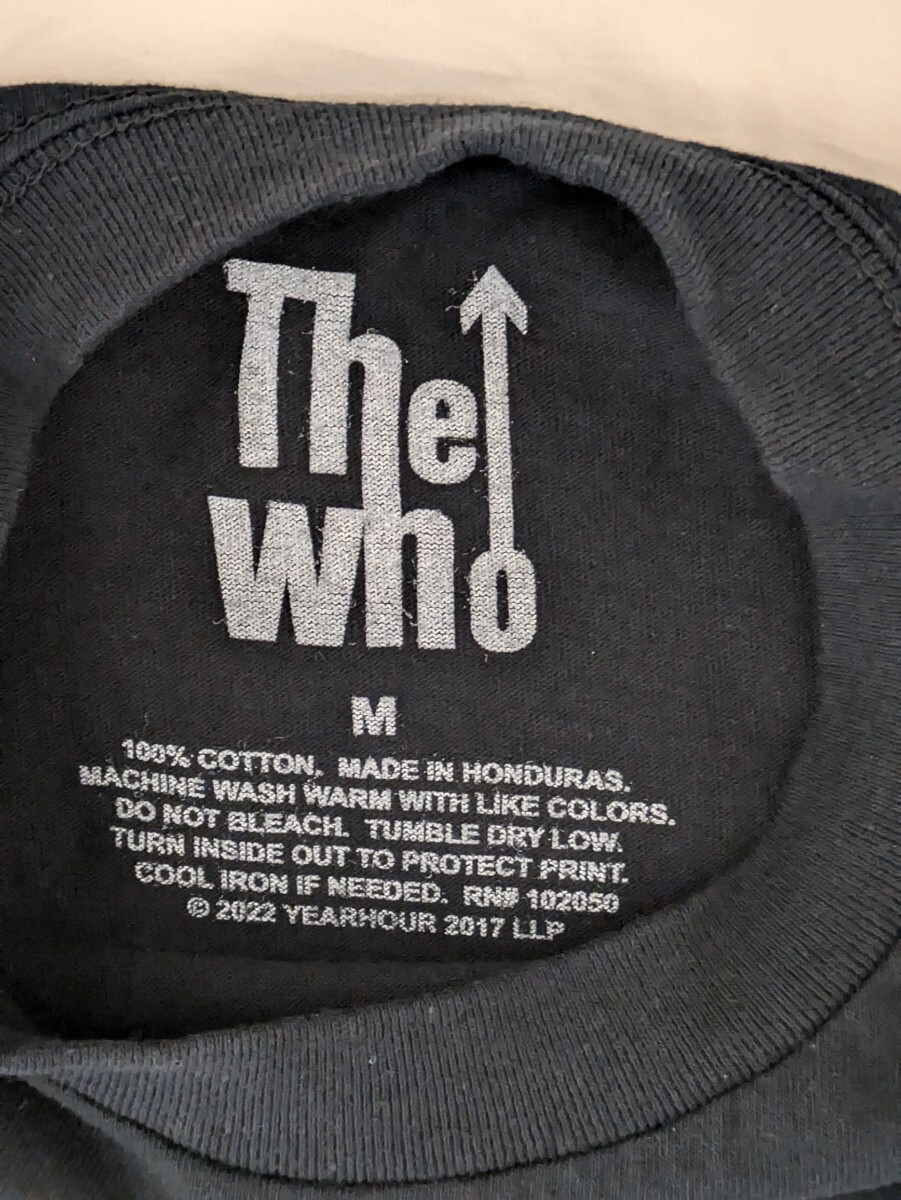 The
Who
M
100% COTTON. MADE IN HONDURAS.
MACHINE WASH WARM WITH LIKE COLORS.
DO NOT BLEACH. TUMBLE DRY LOW.
TURN INSIDE OUT TO PROTECT PRINT.
COOL IRON IF NEEDED. RN# 102050
© 2022 YEARHOUR 2017 LLP